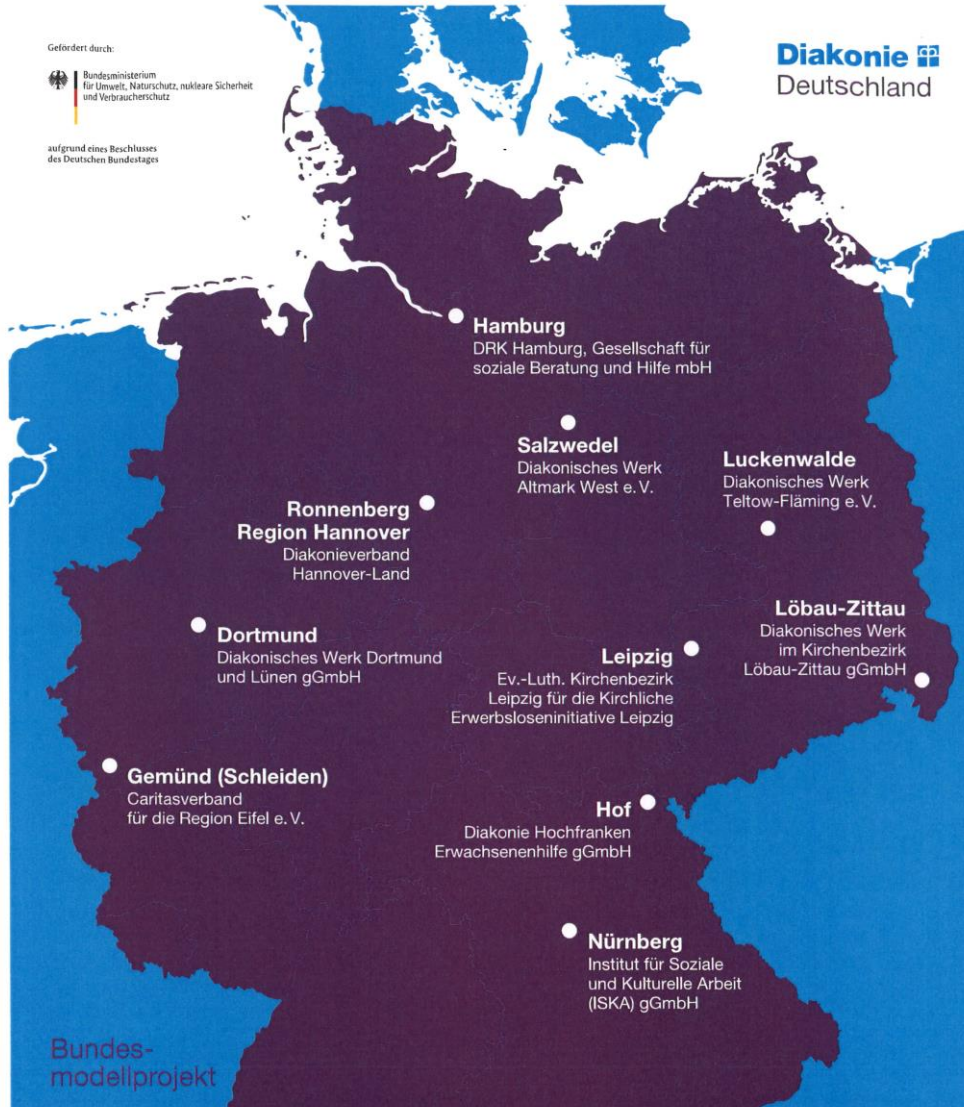 Gefördert durch:
Bundesministerium
für Umwelt, Naturschutz, nukleare Sicherheit
und Verbraucherschutz
aufgrund eines Beschlusses
des Deutschen Bundestages
Diakonie
Deutschland
Hamburg
DRK Hamburg, Gesellschaft für
soziale Beratung und Hilfe mbH
Salzwedel
Diakonisches Werk
Altmark West e. V.
Luckenwalde
Diakonisches Werk
Teltow-Fläming e. V.
Ronnenberg
Region Hannover
Diakonieverband
Hannover-Land
Dortmund
Diakonisches Werk Dortmund
und Lünen gGmbH
Leipzig
Ev.-Luth. Kirchenbezirk
Leipzig für die Kirchliche
Erwerbsloseninitiative Leipzig
Löbau-Zittau
Diakonisches Werk
im Kirchenbezirk
Löbau-Zittau gGmbH
Gemünd (Schleiden)
Caritasverband
für die Region Eifel e. V.
Hof
Diakonie Hochfranken
Erwachsenenhilfe gGmbH
Nürnberg
Institut für Soziale
und Kulturelle Arbeit
(ISKA) gGmbH
Bundes-
modellprojekt